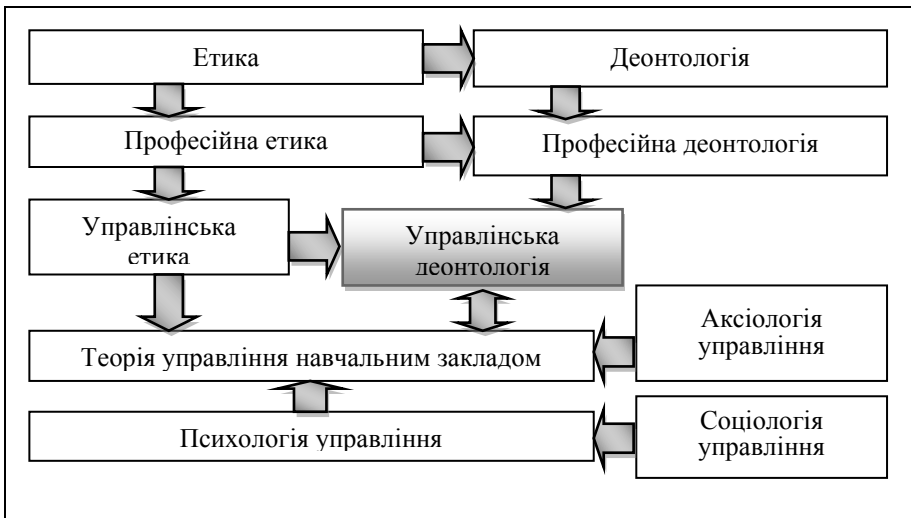 Етика
Деонтологія
Професійна етика
Професійна деонтологія
Управлінська
етика
Управлінська
деонтологія
Аксіологія
управління
Теорія управління навчальним закладом
Психологія управління
Соціологія
управління